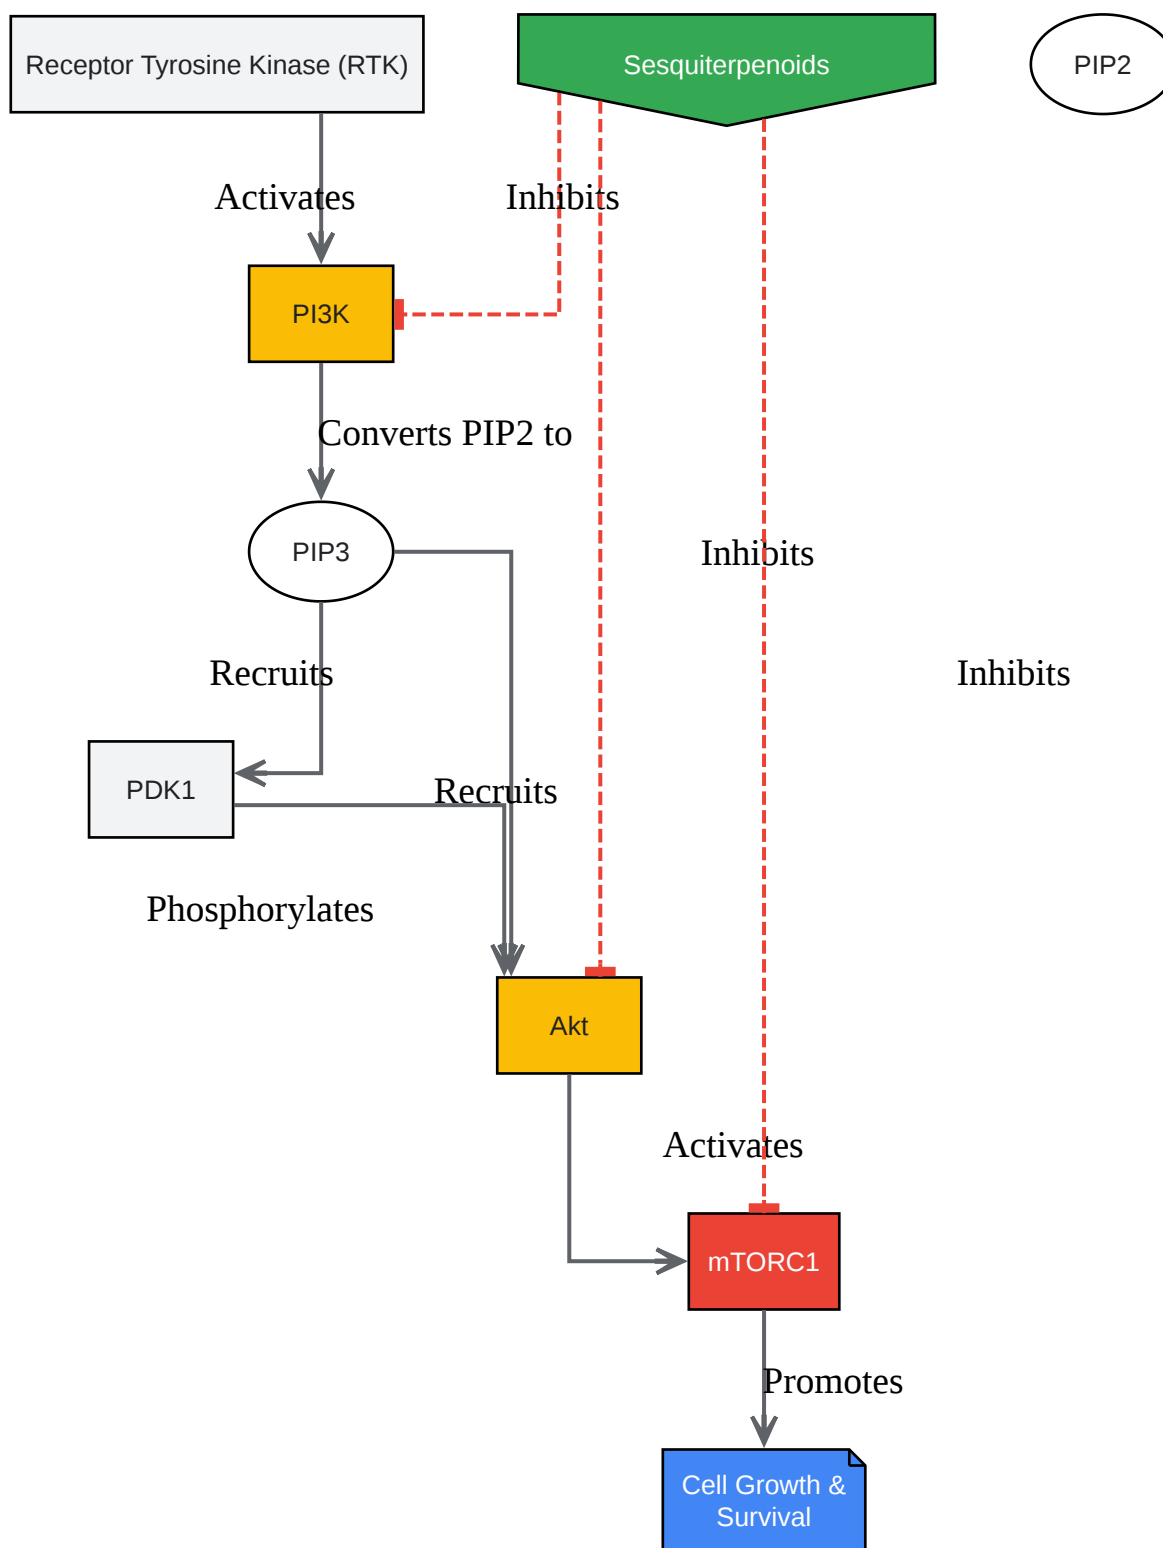 Receptor Tyrosine Kinase (RTK)
Sesquiterpenoids
PIP2
Activates
Inhibits
PI3K
Converts PIP2 to
PIP3
Inhibits
Recruits
Inhibits
PDK1
Recruits
Phosphorylates
Akt
Activates
mTORC1
Promotes
Cell Growth &
Survival